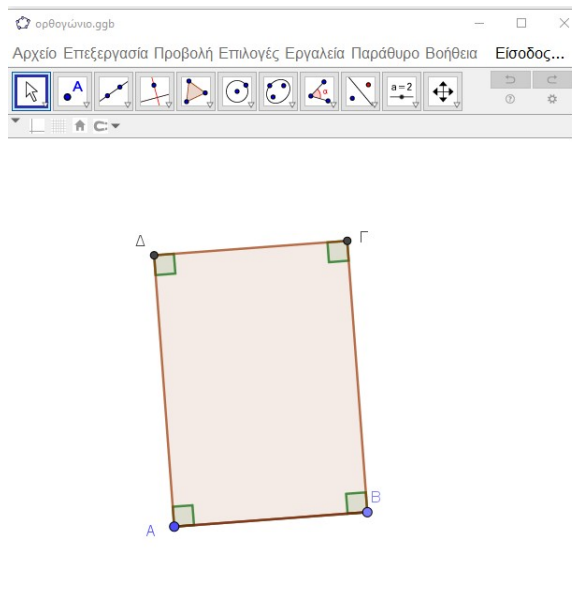 ορθογώνιο.ggb
Αρχείο Επεξεργασία Προβολή Επιλογές Εργαλεία Παράθυρο Βοήθεια Είσοδος...
A α a=2
Δ Γ
B
A